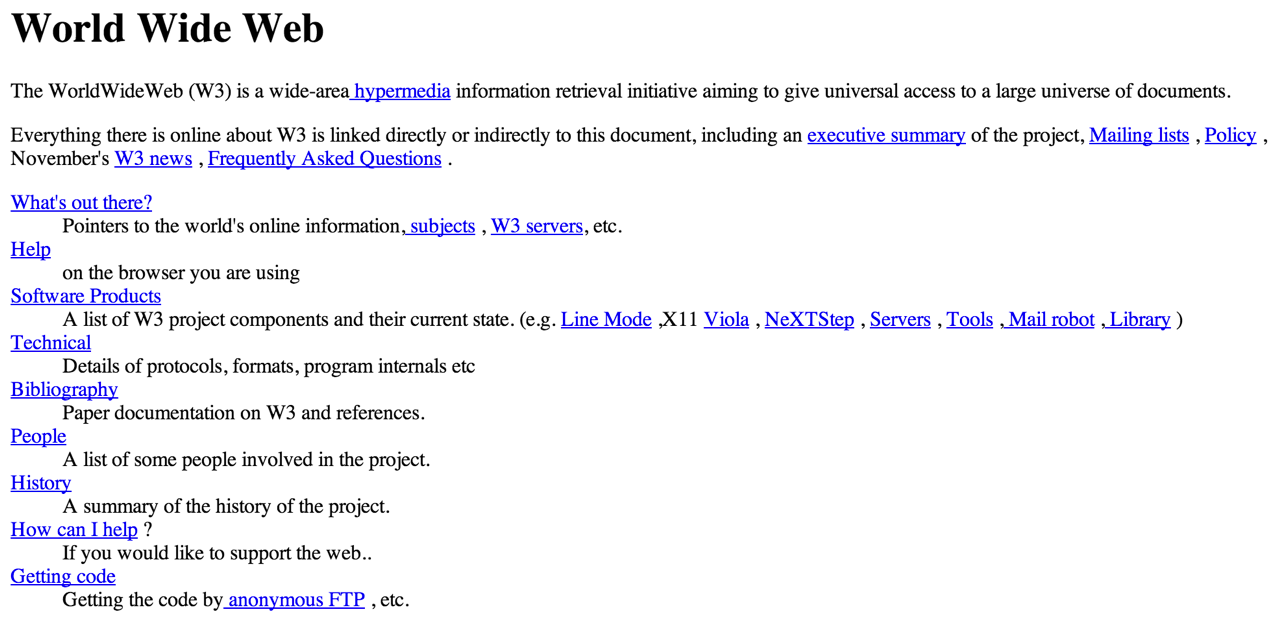 World Wide Web
The WorldWideWeb (W3) is a wide-area hypermedia information retrieval initiative aiming to give universal access to a large universe of documents.
Everything there is online about W3 is linked directly or indirectly to this document, including an executive summary of the project, Mailing lists , Policy ,
November's W3 news , Frequently Asked Questions .
What's out there?
Pointers to the world's online information, subjects , W3 servers, etc.
Help
on the browser you are using
Software Products
A list of W3 project components and their current state. (e.g. Line Mode ,X11 Viola , NeXTStep , Servers , Tools , Mail robot , Library )
Technical
Details of protocols, formats, program internals etc
Bibliography
Paper documentation on W3 and references.
People
A list of some people involved in the project.
History
A summary of the history of the project.
How can I help ?
If you would like to support the web..
Getting code
Getting the code by anonymous FTP , etc.